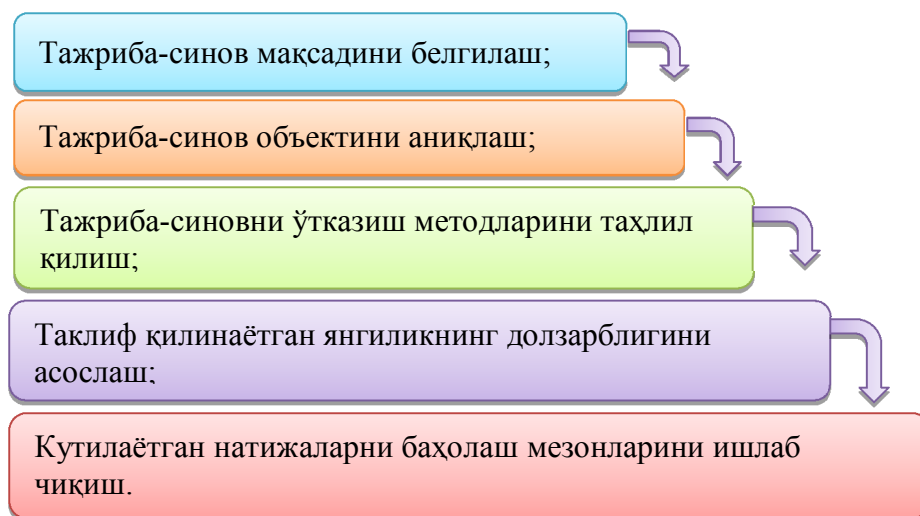 Тажриба-синов мақсадини белгилаш;
Тажриба-синов объектини аниқлаш;
Тажриба-синовни ўтказиш методларини таҳлил
қилиш;
Таклиф қилинаётган янгиликнинг долзарблигини
асослаш;
Кутилаётган натижаларни баҳолаш мезонларини ишлаб
чиқиш.